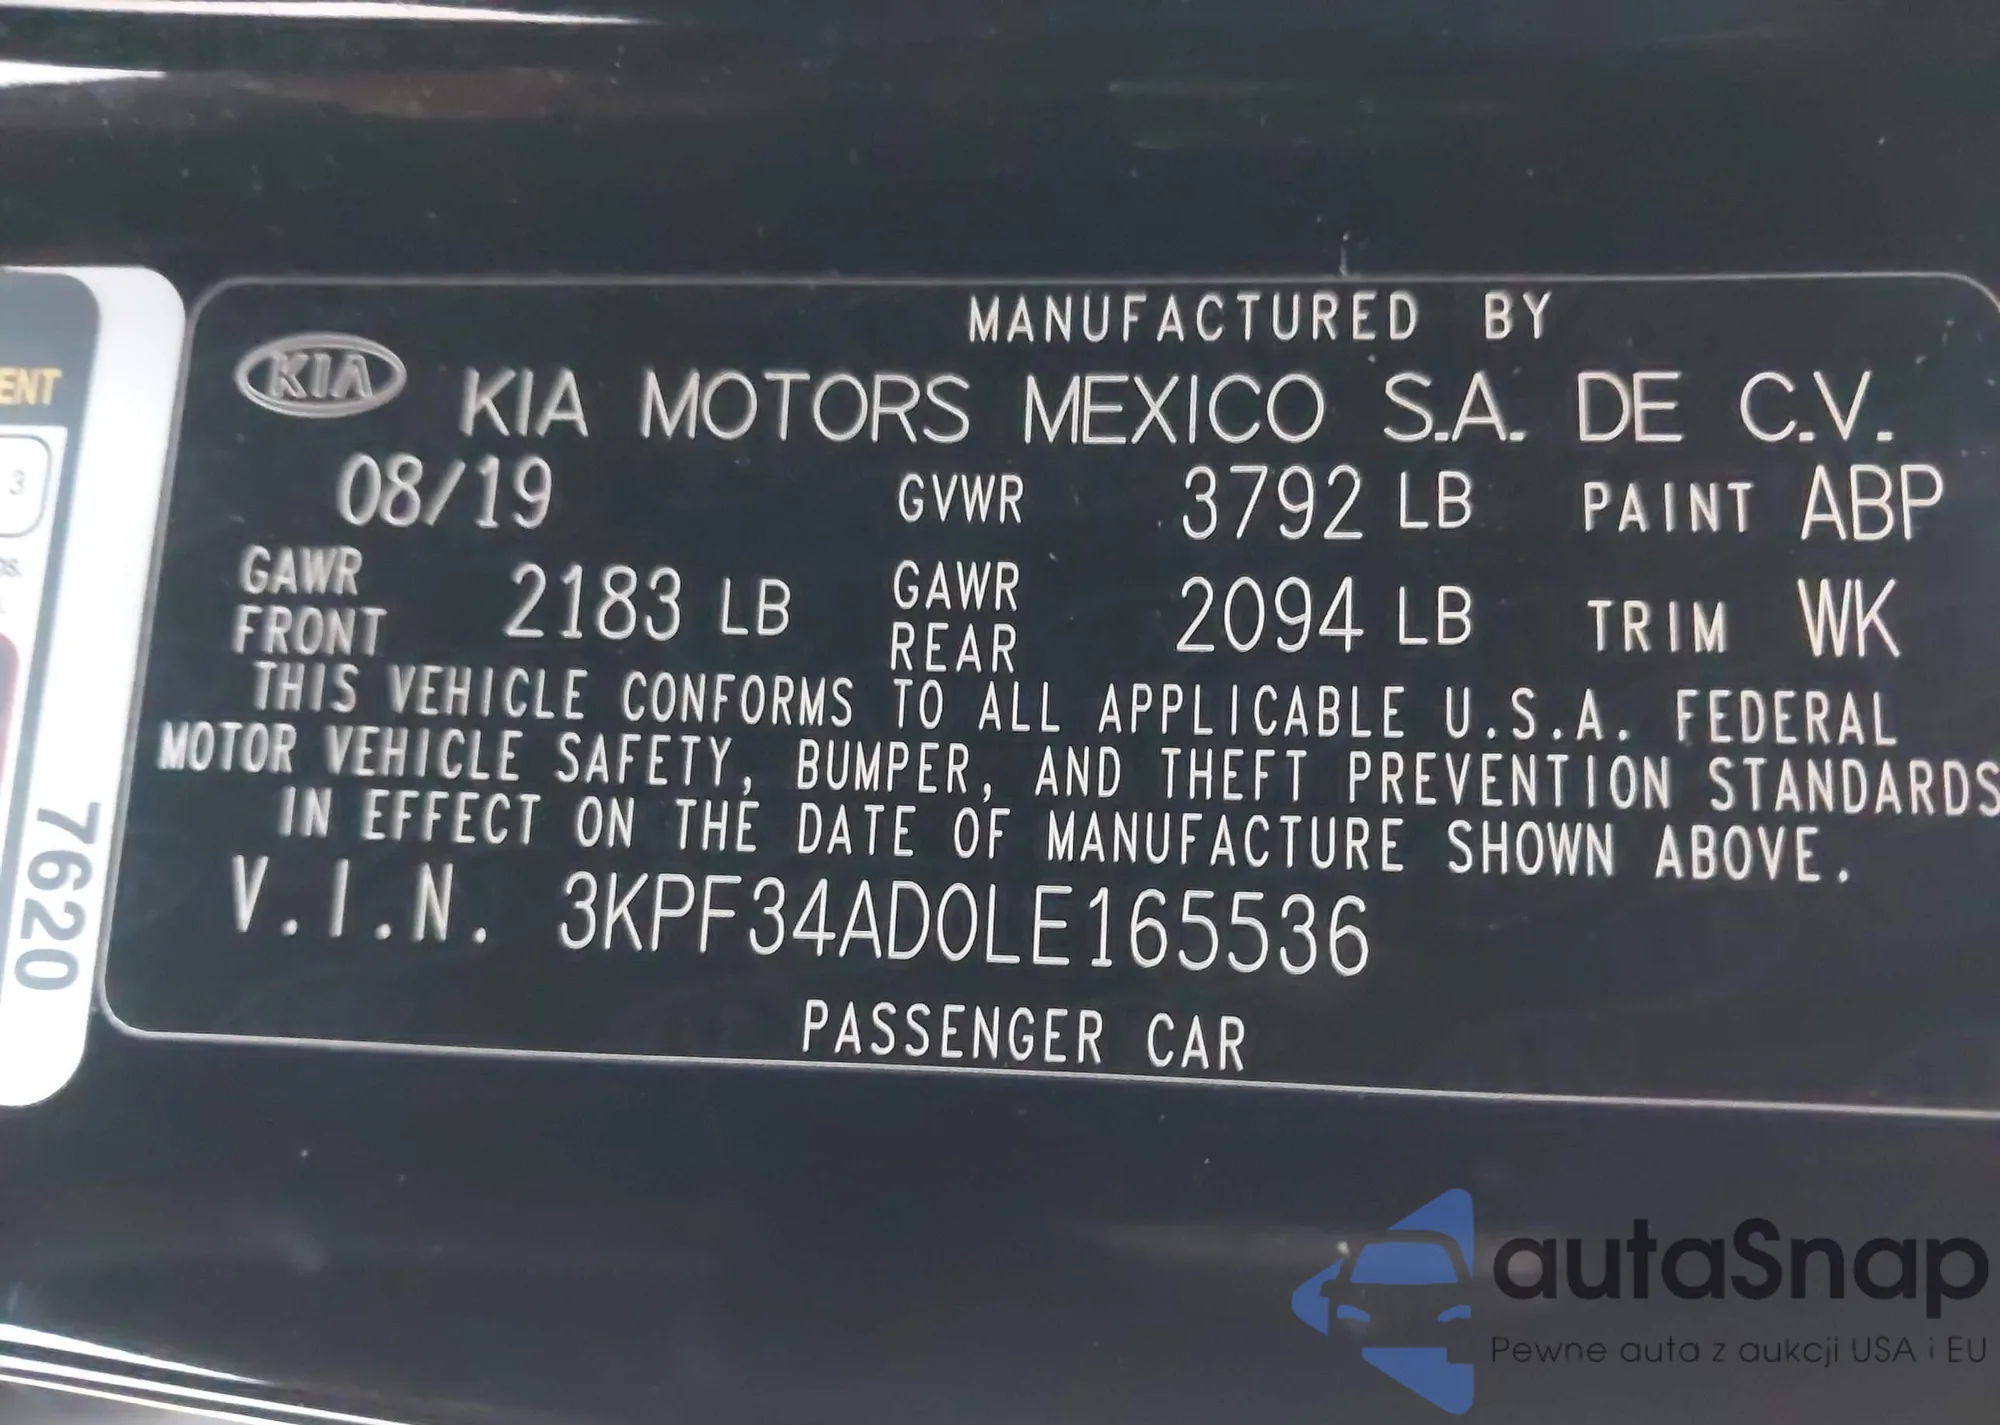 MANUFACTURED BY
KIA KIA MOTORS MEXICO S.A. DE C.V.
08/19 GVWR 3792 LB PAINT ABP
GAWR FRONT 2183 LB GAWR REAR 2094 LB TRIM WK
THIS VEHICLE CONFORMS TO ALL APPLICABLE U.S.A. FEDERAL
MOTOR VEHICLE SAFETY, BUMPER, AND THEFT PREVENTION STANDARDS
IN EFFECT ON THE DATE OF MANUFACTURE SHOWN ABOVE.
V.I.N. 3KPF34AD0LE165536
PASSENGER CAR
ENT
3
7620
autaSnap
Pewne auta z aukcji USA i EU